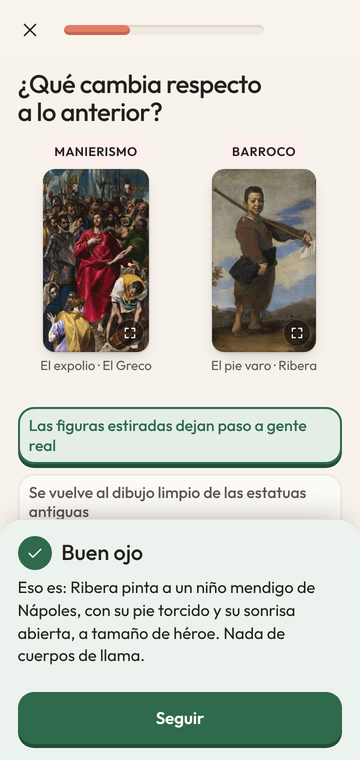 ¿Qué cambia respecto
a lo anterior?
MANIERISMO
BARROCO
El expolio · El Greco
El pie varo · Ribera
Las figuras estiradas dejan paso a gente
real
Se vuelve al dibujo limpio de las estatuas
antiguas
Buen ojo
Eso es: Ribera pinta a un niño mendigo de
Nápoles, con su pie torcido y su sonrisa
abierta, a tamaño de héroe. Nada de
cuerpos de llama.
Seguir